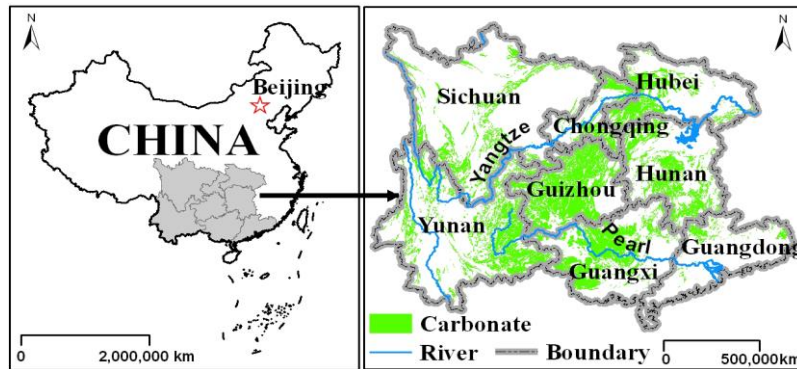 N
Beijing
CHINA
0 2,000,000 km
N
Sichuan
Hubei
Chongqing
Yangtze
Hunan
Guizhou
Yunan
Pearl
Guangdong
Guangxi
Carbonate
River
Boundary
0 500,000km